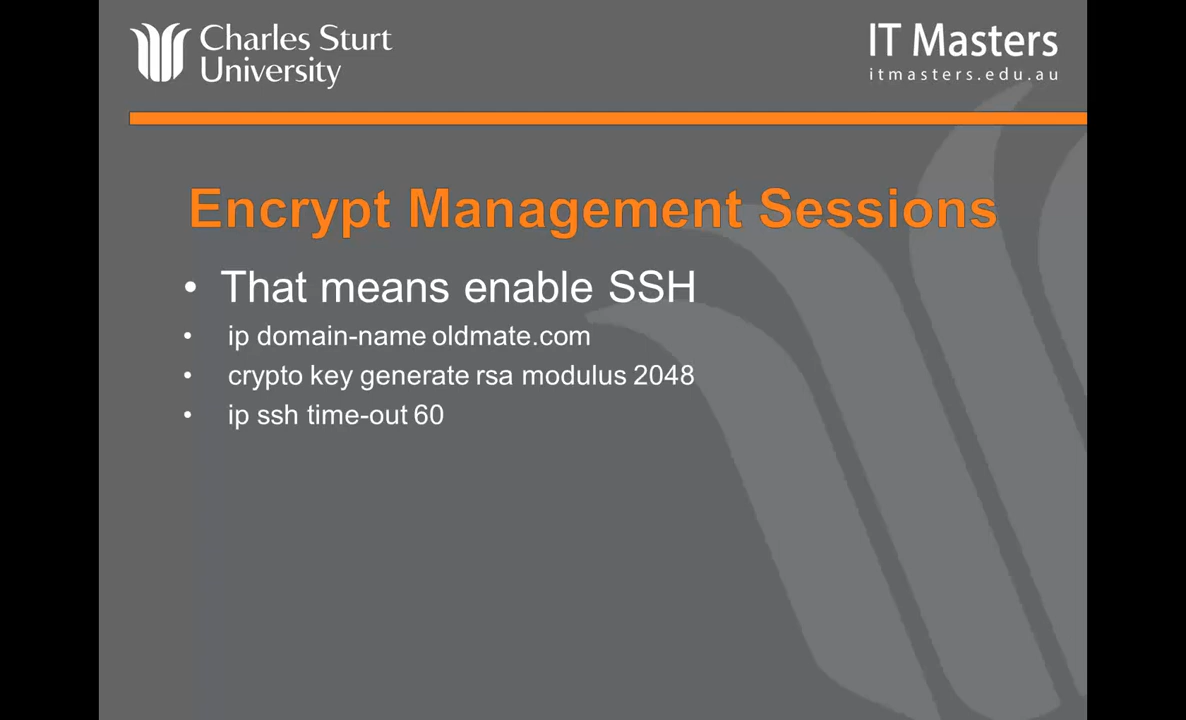 Charles Sturt
University
IT Masters
itmasters.edu.au
Encrypt Management Sessions
• That means enable SSH
• ip domain-name oldmate.com
• crypto key generate rsa modulus 2048
• ip ssh time-out 60